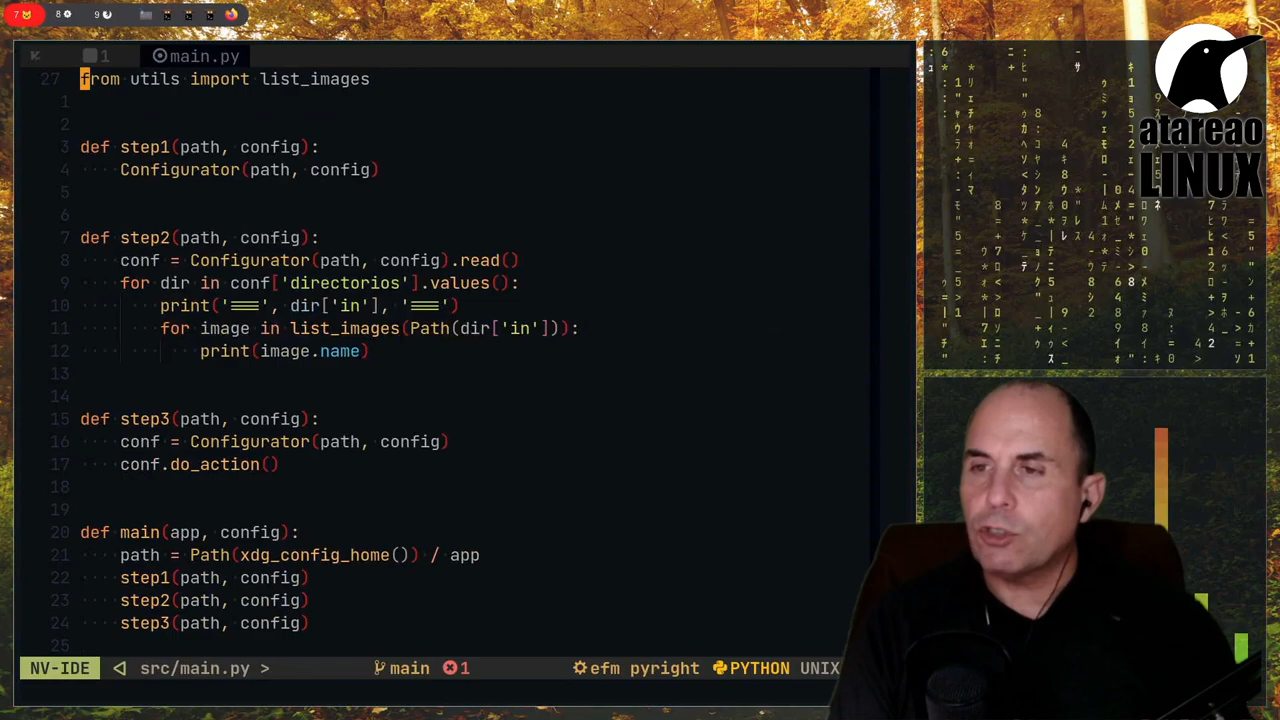 7
8
9
1 main.py
27 from utils import list_images
1
2
3 def step1(path, config):
4 Configurator(path, config)
5
6
7 def step2(path, config):
8 conf = Configurator(path, config).read()
9 for dir in conf['directorios'].values():
10 print('===', dir['in'], '===')
11 for image in list_images(Path(dir['in'])):
12 print(image.name)
13
14
15 def step3(path, config):
16 conf = Configurator(path, config)
17 conf.do_action()
18
19
20 def main(app, config):
21 path = Path(xdg_config_home()) / app
22 step1(path, config)
23 step2(path, config)
24 step3(path, config)
25
NV-IDE src/main.py > main 1 efm pyright PYTHON UNIX
atareao
LINUX